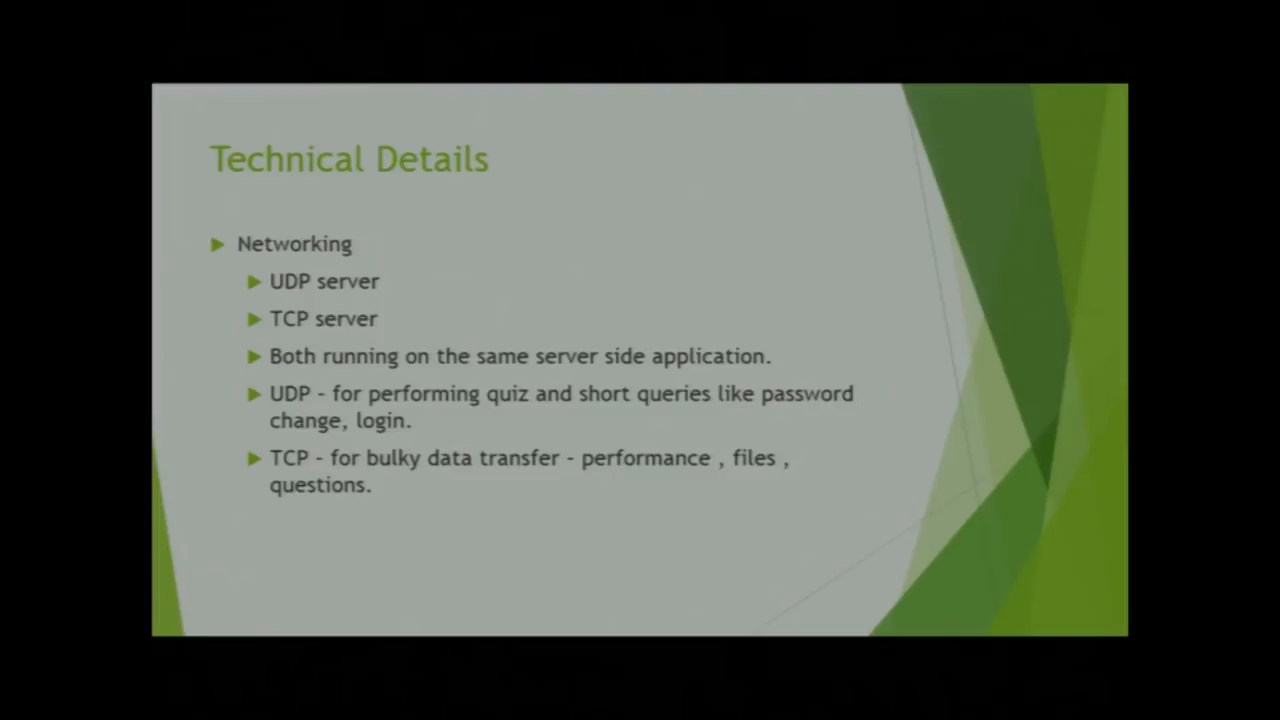 Technical Details
Networking
UDP server
TCP server
Both running on the same server side application.
UDP – for performing quiz and short queries like password
change, login.
TCP – for bulky data transfer – performance , files ,
questions.